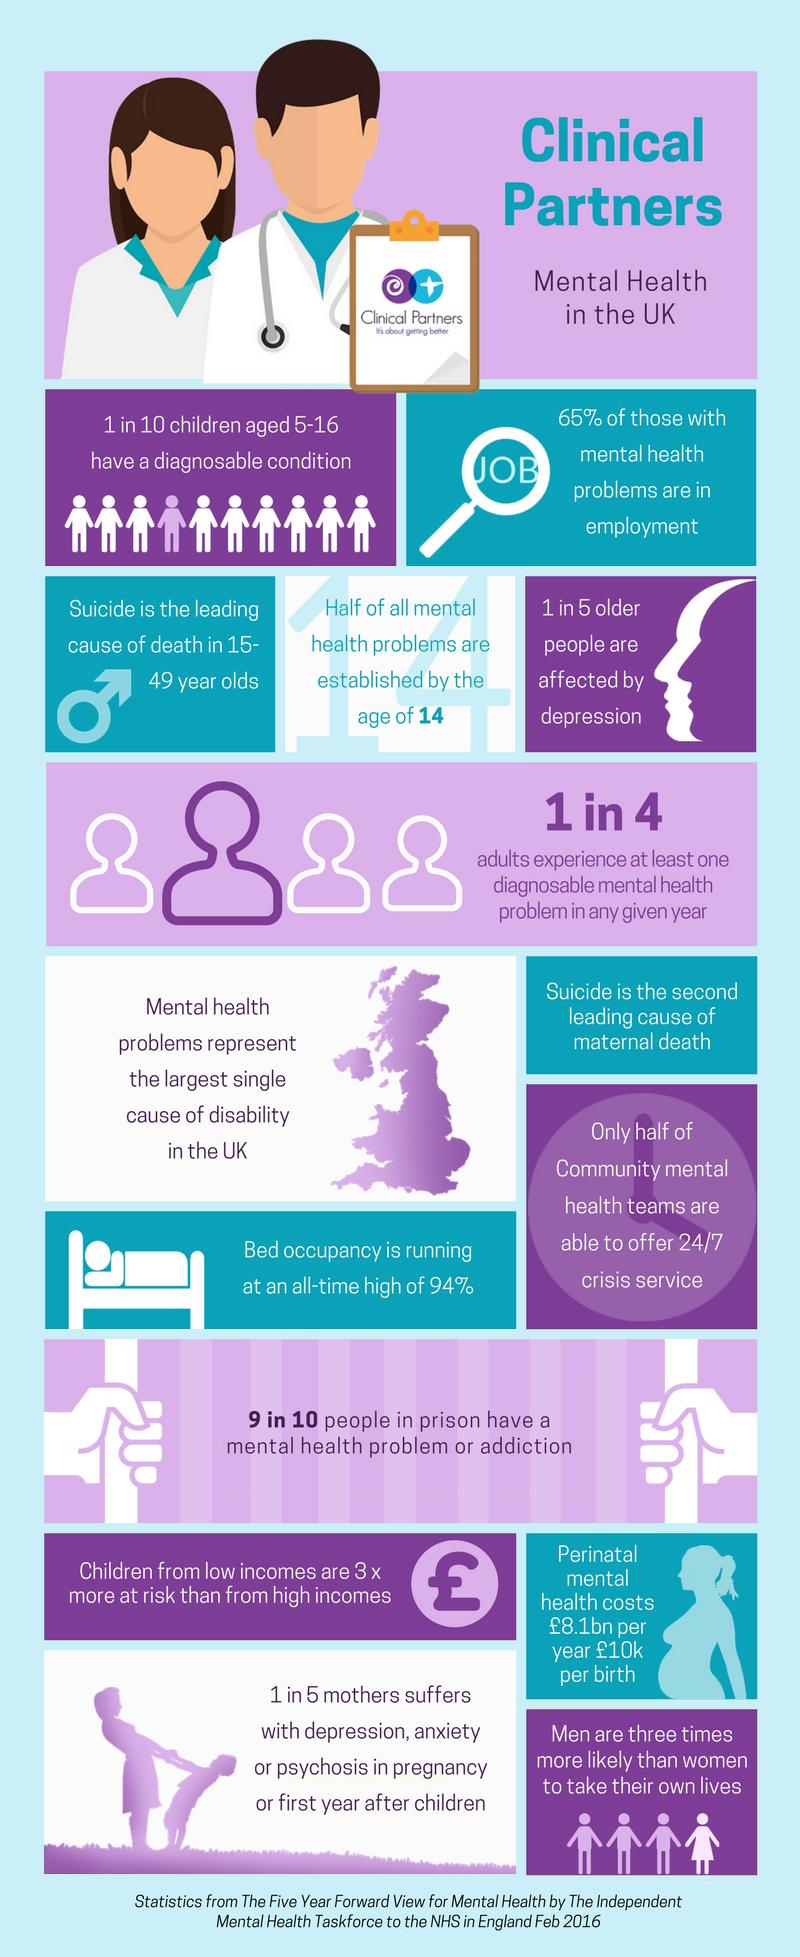 Clinical
Partners
Mental Health
in the UK
Clinical Partners
It's about getting better
1 in 10 children aged 5-16
have a diagnosable condition
JOB
65% of those with
mental health
problems are in
employment
Suicide is the leading
cause of death in 15-
49 year olds
14
Half of all mental
health problems are
established by the
age of 14
1 in 5 older
people are
affected by
depression
1 in 4
adults experience at least one
diagnosable mental health
problem in any given year
Mental health
problems represent
the largest single
cause of disability
in the UK
Suicide is the second
leading cause of
maternal death
Only half of
Community mental
health teams are
able to offer 24/7
crisis service
Bed occupancy is running
at an all-time high of 94%
9 in 10 people in prison have a
mental health problem or addiction
Children from low incomes are 3 x
more at risk than from high incomes
£
Perinatal
mental
health costs
£8.1bn per
year £10k
per birth
1 in 5 mothers suffers
with depression, anxiety
or psychosis in pregnancy
or first year after children
Men are three times
more likely than women
to take their own lives
Statistics from The Five Year Forward View for Mental Health by The Independent
Mental Health Taskforce to the NHS in England Feb 2016